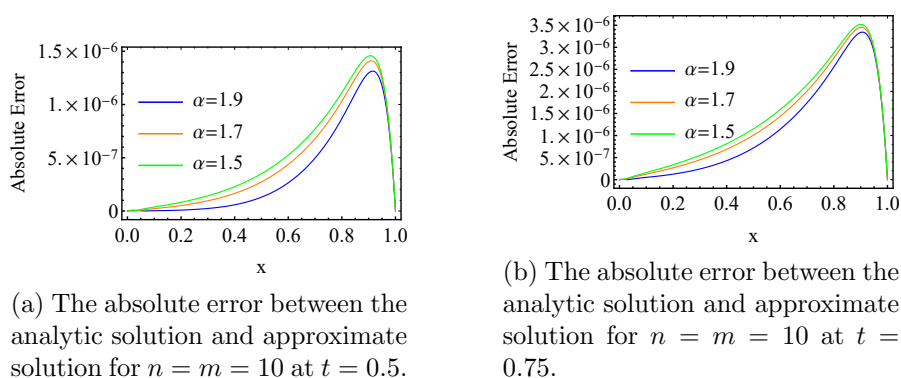 1.5×10⁻⁶
1.×10⁻⁶
5.×10⁻⁷
0
Absolute Error
α=1.9
α=1.7
α=1.5
0.0 0.2 0.4 0.6 0.8 1.0
x
(a) The absolute error between the
analytic solution and approximate
solution for n = m = 10 at t = 0.5.
3.5×10⁻⁶
3.×10⁻⁶
2.5×10⁻⁶
2.×10⁻⁶
1.5×10⁻⁶
1.×10⁻⁶
5.×10⁻⁷
0
Absolute Error
α=1.9
α=1.7
α=1.5
0.0 0.2 0.4 0.6 0.8 1.0
x
(b) The absolute error between the
analytic solution and approximate
solution for n = m = 10 at t =
0.75.